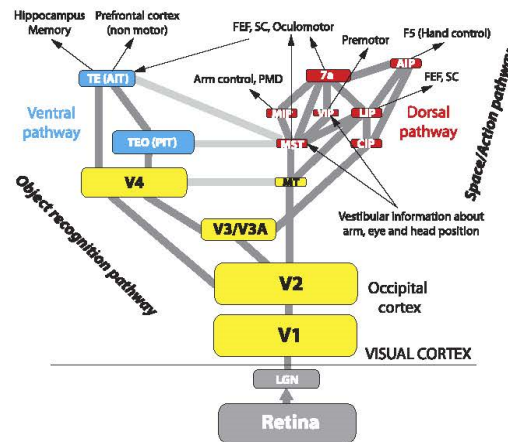 Hippocampus
Memory
Prefrontal cortex
(non motor)
FEF, SC, Oculomotor
Premotor
F5 (Hand control)
TE (AIT)
7a
AIP
Arm control, PMD
FEF, SC
Ventral
pathway
MIP
VIP
LIP
Dorsal
pathway
Space/Action pathway
TEO (PIT)
MST
CIP
V4
MT
V3/V3A
Vestibular information about
arm, eye and head position
Object recognition pathway
V2
Occipital
cortex
V1
VISUAL CORTEX
LGN
Retina